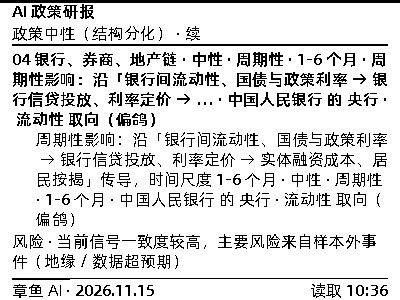 AI 政策研报
政策中性（结构分化）· 续
04 银行、券商、地产链 · 中性 · 周期性 · 1-6 个月 · 周
期性影响：沿「银行间流动性、国债与政策利率 → 银
行信贷投放、利率定价 → … · 中国人民银行 的 央行 ·
流动性 取向（偏鸽）
周期性影响：沿「银行间流动性、国债与政策利率
→ 银行信贷投放、利率定价 → 实体融资成本、居
民按揭」传导，时间尺度 1-6 个月 · 中性 · 周期性
· 1-6 个月 · 中国人民银行 的 央行 · 流动性 取向（
偏鸽）
风险 · 当前信号一致度较高，主要风险来自样本外事
件（地缘 / 数据超预期）
章鱼 AI · 2026.11.15
读取 10:36